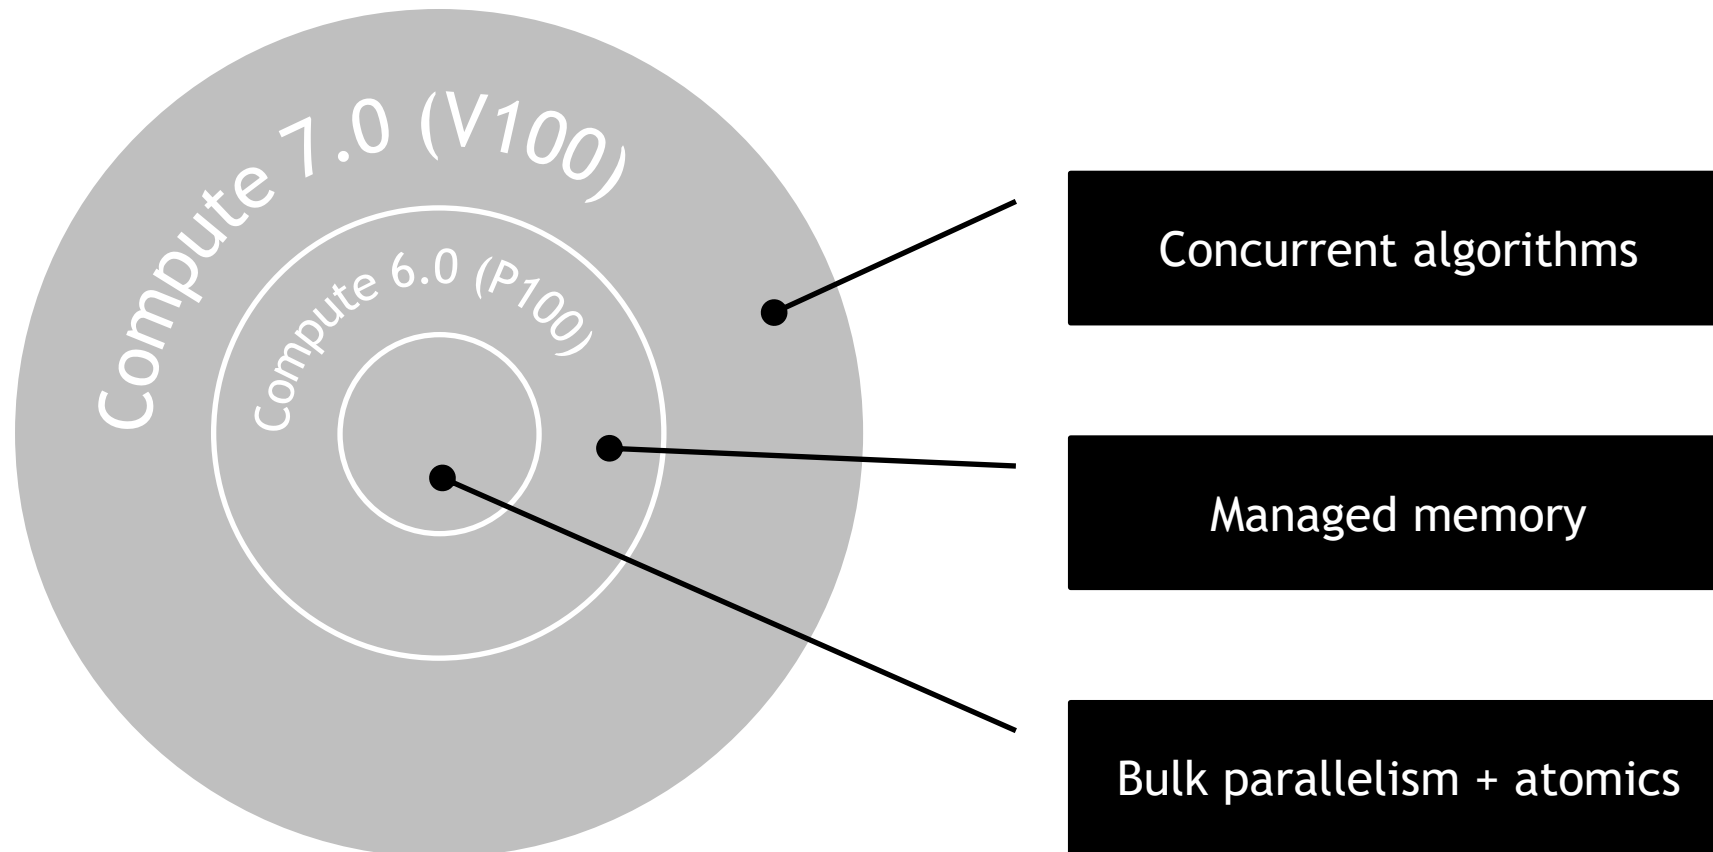 Compute 7.0 (V100)
Compute 6.0 (P100)
Concurrent algorithms
Managed memory
Bulk parallelism + atomics